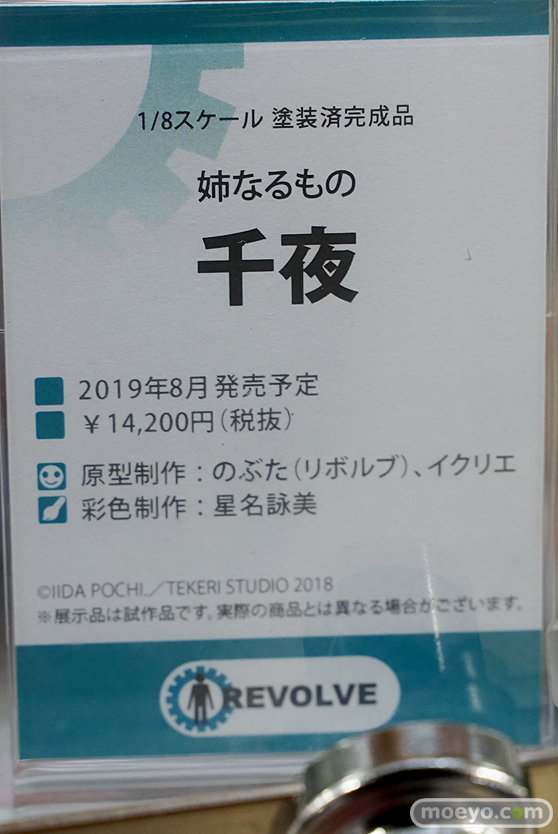 1/8スケール 塗装済完成品
姉なるもの
千夜
2019年8月発売予定
￥14,200円(税抜)
原型制作：のぶた(リボルブ)、イクリエ
彩色制作：星名詠美
©IIDA POCHI.／TEKERI STUDIO 2018
※展示品は試作品です。実際の商品とは異なる場合がございます。
REVOLVE
moeyo.com